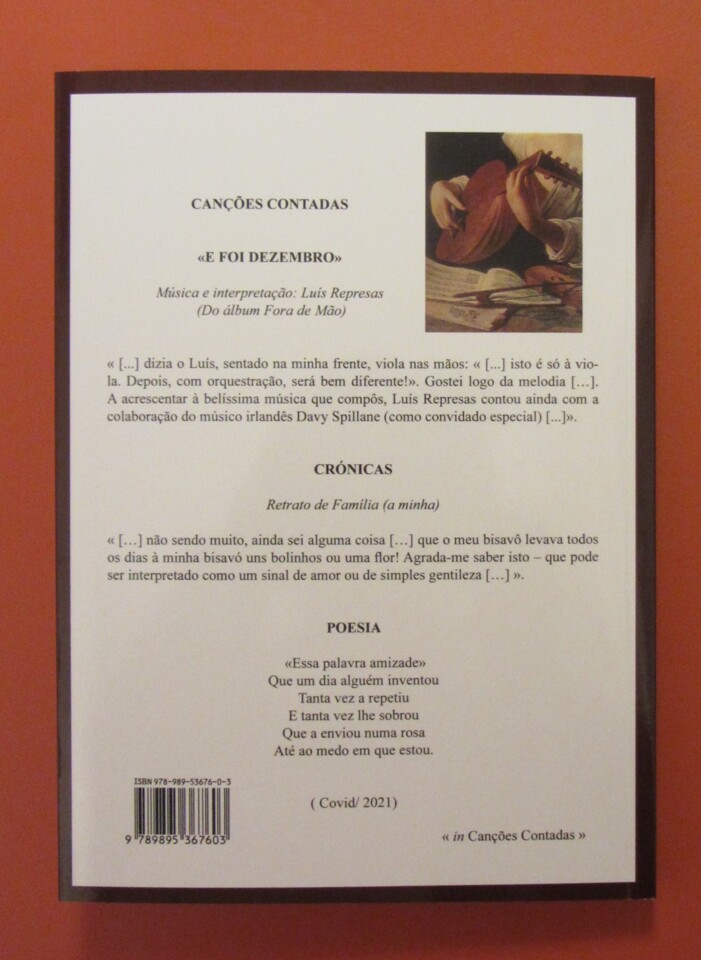 CANÇÕES CONTADAS
«E FOI DEZEMBRO»
Música e interpretação: Luís Represas
(Do álbum Fora de Mão)
« [...] dizia o Luís, sentado na minha frente, viola nas mãos: « [...] isto é só à vio-
la. Depois, com orquestração, será bem diferente!». Gostei logo da melodia […].
A acrescentar à belíssima música que compôs, Luís Represas contou ainda com a
colaboração do músico irlandês Davy Spillane (como convidado especial) [...]».
CRÓNICAS
Retrato de Família (a minha)
« […] não sendo muito, ainda sei alguma coisa […] que o meu bisavô levava todos
os dias à minha bisavó uns bolinhos ou uma flor! Agrada-me saber isto – que pode
ser interpretado como um sinal de amor ou de simples gentileza […] ».
POESIA
«Essa palavra amizade»
Que um dia alguém inventou
Tanta vez a repetiu
E tanta vez lhe sobrou
Que a enviou numa rosa
Até ao medo em que estou.
( Covid/ 2021)
« in Canções Contadas »
ISBN 978-989-53676-0-3
9 789895 367603